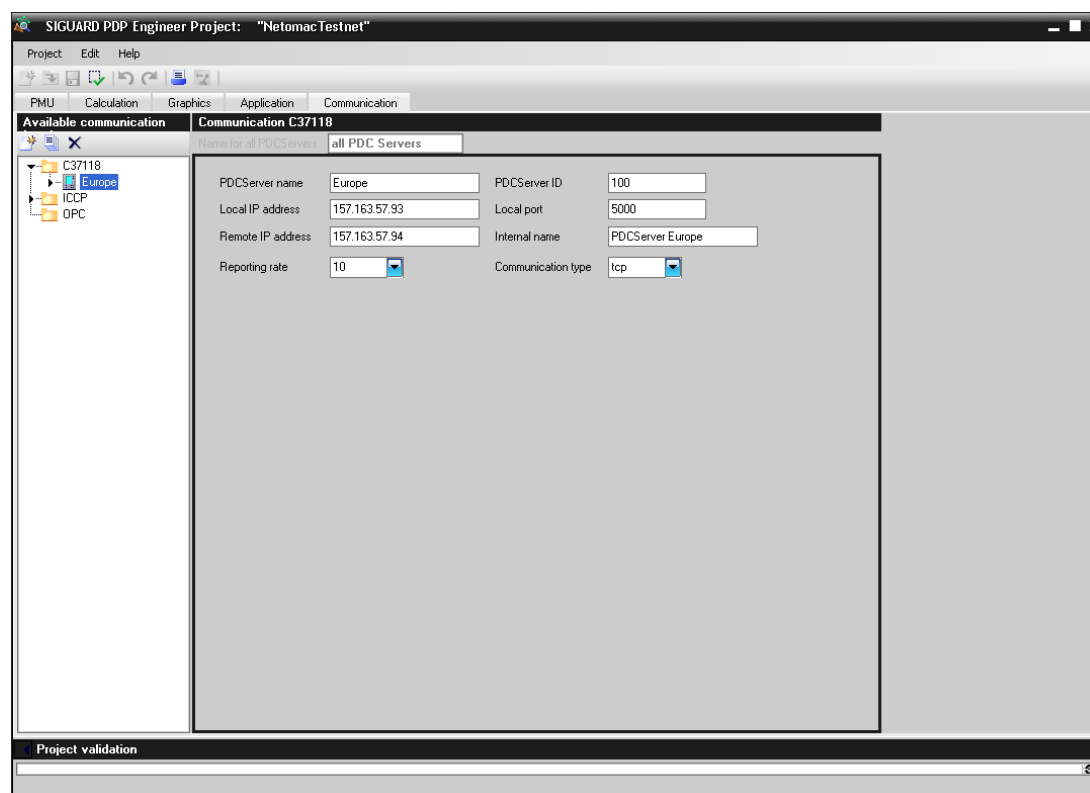 SIGUARD PDP Engineer Project: "NetomacTestnet"
Project Edit Help
PMU Calculation Graphics Application Communication
Available communication
Communication C37118
Name for all PDCServers all PDC Servers
C37118
Europe
ICCP
OPC
PDCServer name Europe PDCServer ID 100
Local IP address 157.163.57.93 Local port 5000
Remote IP address 157.163.57.94 Internal name PDCServer Europe
Reporting rate 10 Communication type tcp
Project validation